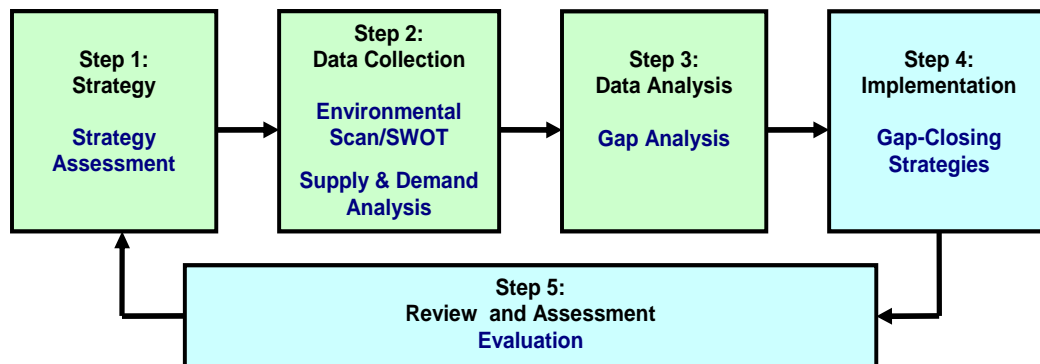 Step 1:
Strategy
Strategy
Assessment
Step 2:
Data Collection
Environmental
Scan/SWOT
Supply & Demand
Analysis
Step 3:
Data Analysis
Gap Analysis
Step 4:
Implementation
Gap-Closing
Strategies
Step 5:
Review and Assessment
Evaluation